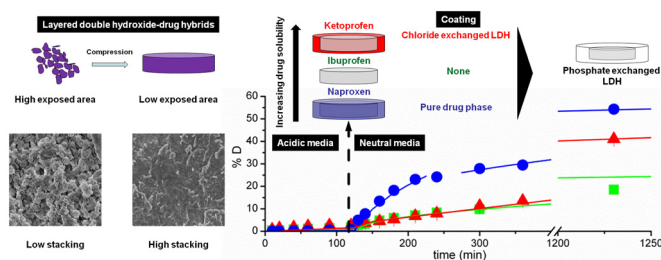 Layered double hydroxide-drug hybrids
Compression
High exposed area
Low exposed area
Low stacking
High stacking
Increasing drug solubility
Coating
Ketoprofen
Chloride exchanged LDH
Ibuprofen
None
Naproxen
Pure drug phase
Phosphate exchanged
LDH
Acidic media
Neutral media
% D
60
50
40
30
20
10
0
0 100 200 300 1200 1250
time (min)